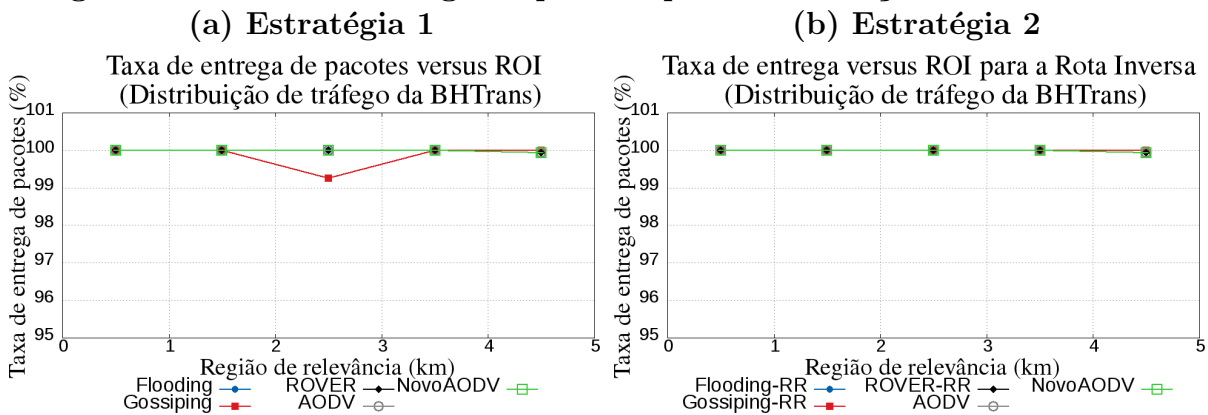 (a) Estratégia 1
Taxa de entrega de pacotes versus ROI
(Distribuição de tráfego da BHTrans)
Taxa de entrega de pacotes (%)
101
100
99
98
97
96
95
0 1 2 3 4 5
Região de relevância (km)
Flooding ROVER NovoAODV
Gossiping AODV
(b) Estratégia 2
Taxa de entrega versus ROI para a Rota Inversa
(Distribuição de tráfego da BHTrans)
Taxa de entrega de pacotes (%)
101
100
99
98
97
96
95
0 1 2 3 4 5
Região de relevância (km)
Flooding-RR ROVER-RR NovoAODV
Gossiping-RR AODV